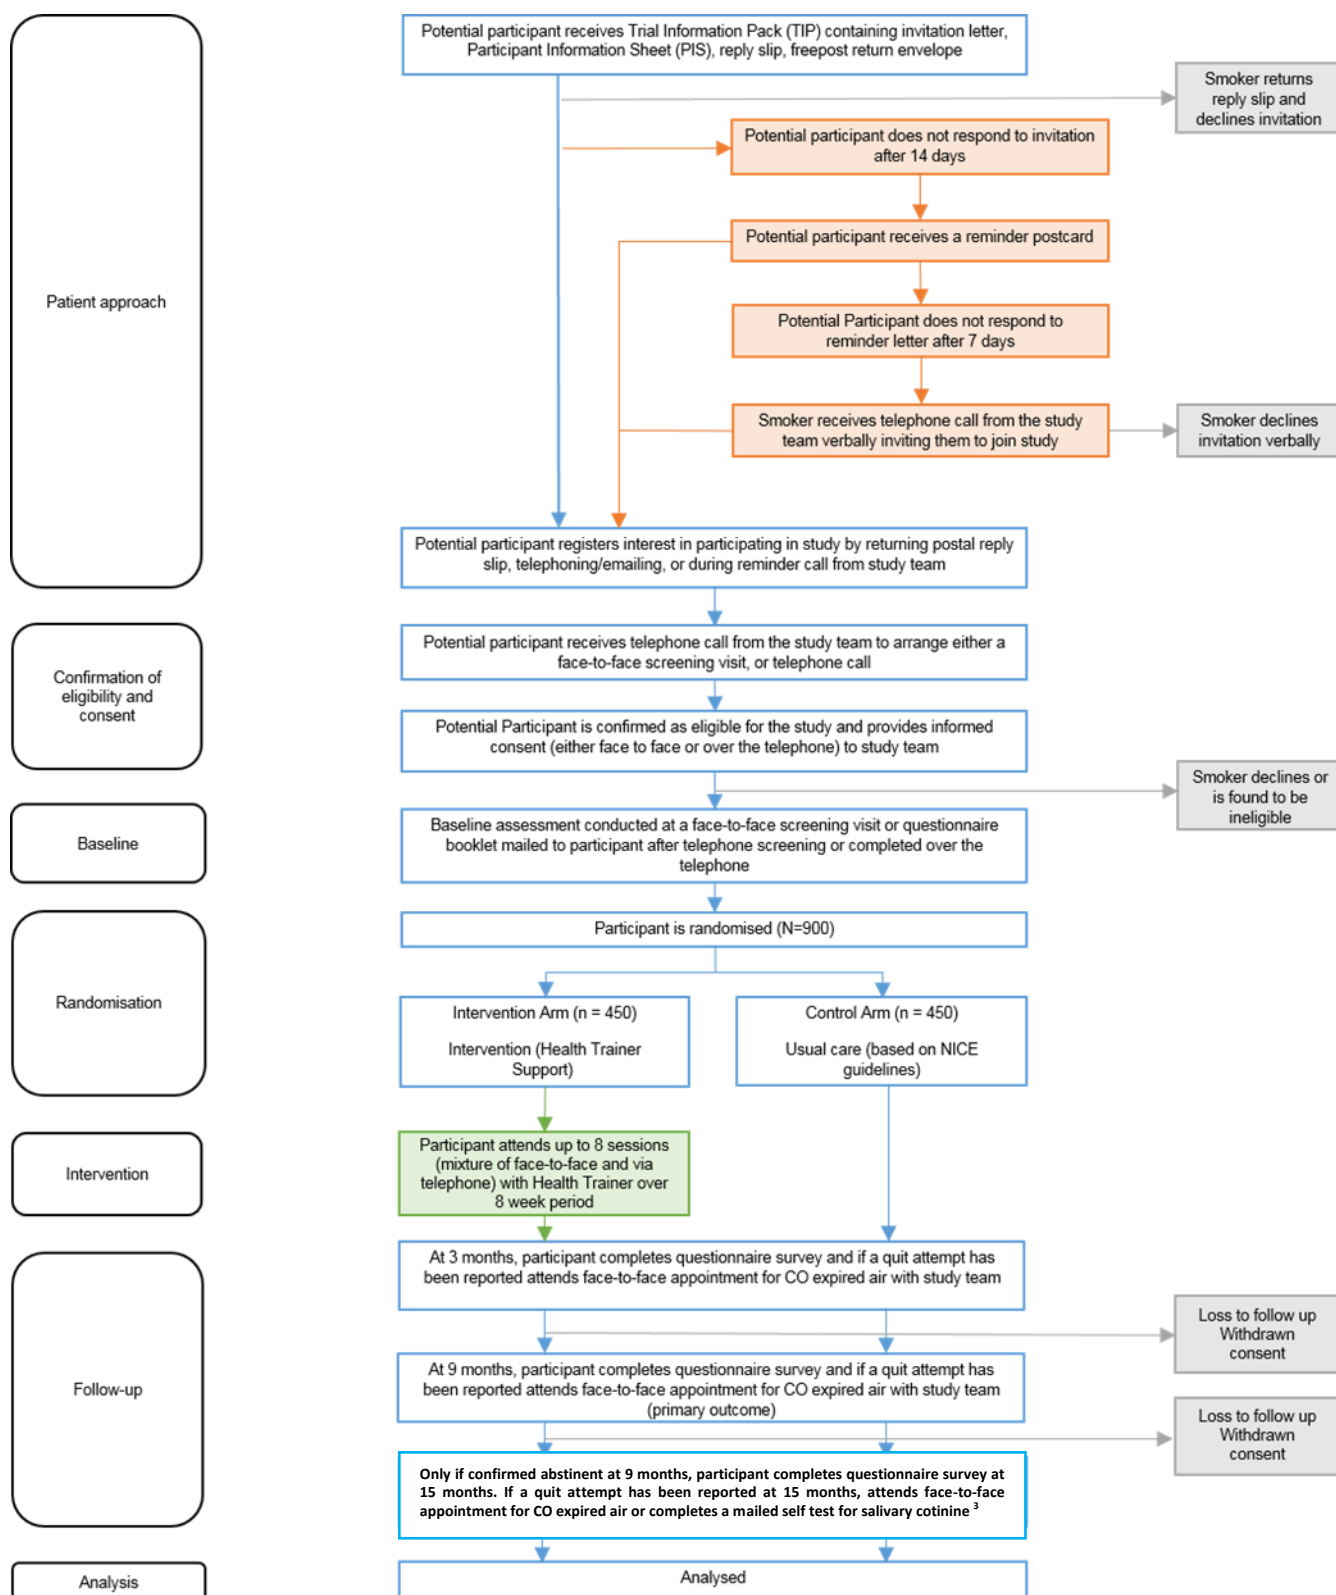 Potential participant receives Trial Information Pack (TIP) containing invitation letter,
Participant Information Sheet (PIS), reply slip, freepost return envelope
Smoker returns
reply slip and
declines invitation
Potential participant does not respond to invitation
after 14 days
Potential participant receives a reminder postcard
Patient approach
Potential Participant does not respond to
reminder letter after 7 days
Smoker receives telephone call from the study
team verbally inviting them to join study
Smoker declines
invitation verbally
Potential participant registers interest in participating in study by returning postal reply
slip, telephoning/emailing, or during reminder call from study team
Confirmation of
eligibility and
consent
Potential participant receives telephone call from the study team to arrange either a
face-to-face screening visit, or telephone call
Potential Participant is confirmed as eligible for the study and provides informed
consent (either face to face or over the telephone) to study team
Smoker declines or
is found to be
ineligible
Baseline
Baseline assessment conducted at a face-to-face screening visit or questionnaire
booklet mailed to participant after telephone screening or completed over the
telephone
Participant is randomised (N=900)
Randomisation
Intervention Arm (n = 450)
Intervention (Health Trainer
Support)
Control Arm (n = 450)
Usual care (based on NICE
guidelines)
Intervention
Participant attends up to 8 sessions
(mixture of face-to-face and via
telephone) with Health Trainer over
8 week period
At 3 months, participant completes questionnaire survey and if a quit attempt has
been reported attends face-to-face appointment for CO expired air with study team
Loss to follow up
Withdrawn
consent
Follow-up
At 9 months, participant completes questionnaire survey and if a quit attempt has
been reported attends face-to-face appointment for CO expired air with study team
(primary outcome)
Loss to follow up
Withdrawn
consent
Only if confirmed abstinent at 9 months, participant completes questionnaire survey at
15 months. If a quit attempt has been reported at 15 months, attends face-to-face
appointment for CO expired air or completes a mailed self test for salivary cotinine ³
Analysis
Analysed